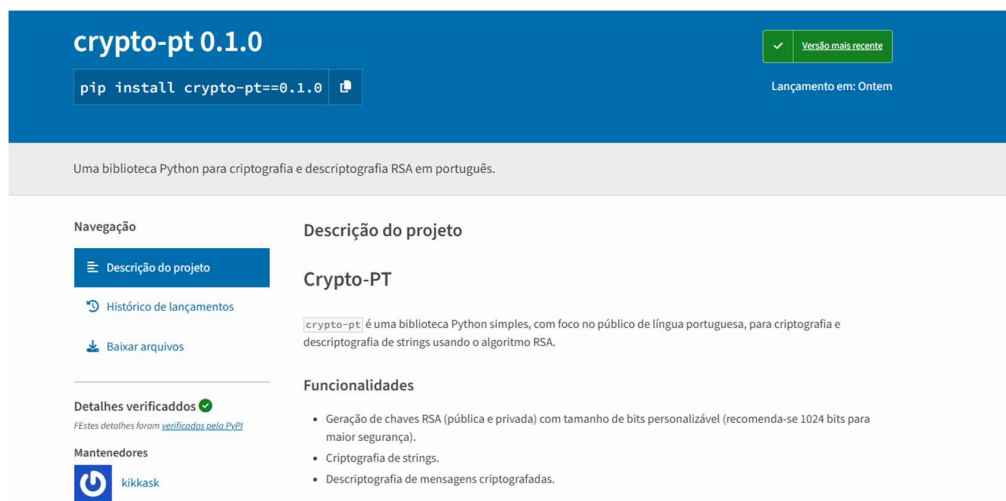 crypto-pt 0.1.0
Versão mais recente
pip install crypto-pt==0.1.0
Lançamento em: Ontem
Uma biblioteca Python para criptografia e descriptografia RSA em português.
Navegação
Descrição do projeto
Histórico de lançamentos
Baixar arquivos
Detalhes verificaddos
FEstes detalhes foram verificados pela PyPI
Mantenedores
kikkask
Descrição do projeto
Crypto-PT
crypto-pt é uma biblioteca Python simples, com foco no público de língua portuguesa, para criptografia e
descriptografia de strings usando o algoritmo RSA.
Funcionalidades
• Geração de chaves RSA (pública e privada) com tamanho de bits personalizável (recomenda-se 1024 bits para
maior segurança).
• Criptografia de strings.
• Descriptografia de mensagens criptografadas.